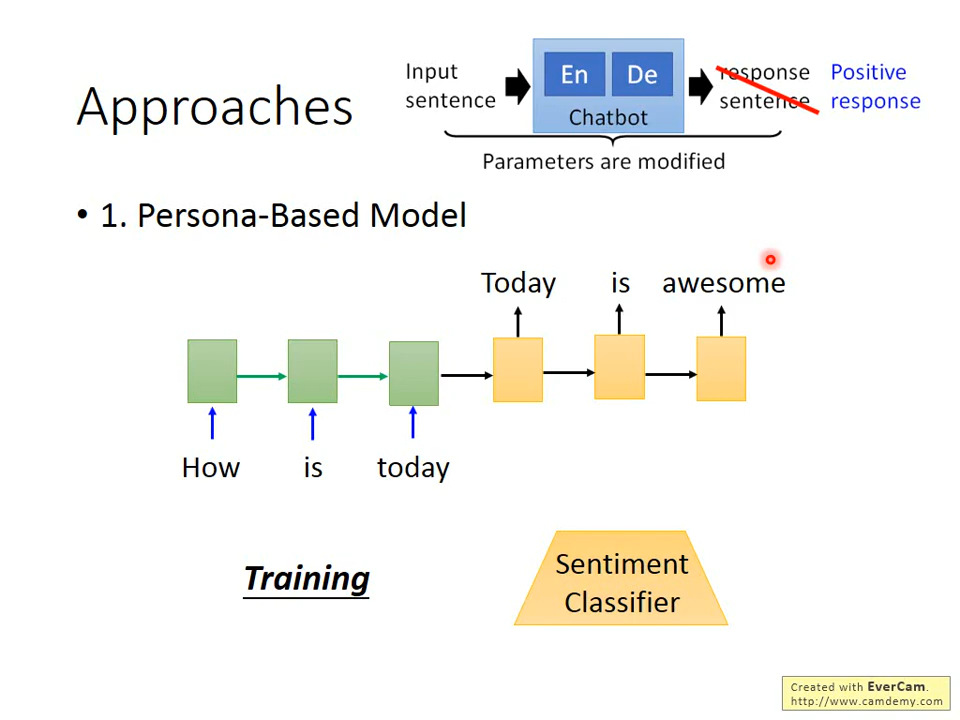 Approaches
Input
sentence
En De
Chatbot
response
sentence
Positive
response
Parameters are modified
• 1. Persona-Based Model
Today is awesome
How is today
Training
Sentiment
Classifier
Created with EverCam.
http://www.camdemy.com